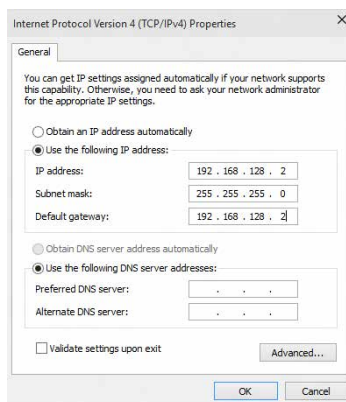 Internet Protocol Version 4 (TCP/IPv4) Properties
General
You can get IP settings assigned automatically if your network supports
this capability. Otherwise, you need to ask your network administrator
for the appropriate IP settings.
Obtain an IP address automatically
Use the following IP address:
IP address: 192 . 168 . 128 . 2
Subnet mask: 255 . 255 . 255 . 0
Default gateway: 192 . 168 . 128 . 2
Obtain DNS server address automatically
Use the following DNS server addresses:
Preferred DNS server: . . .
Alternate DNS server: . . .
Validate settings upon exit
Advanced...
OK Cancel